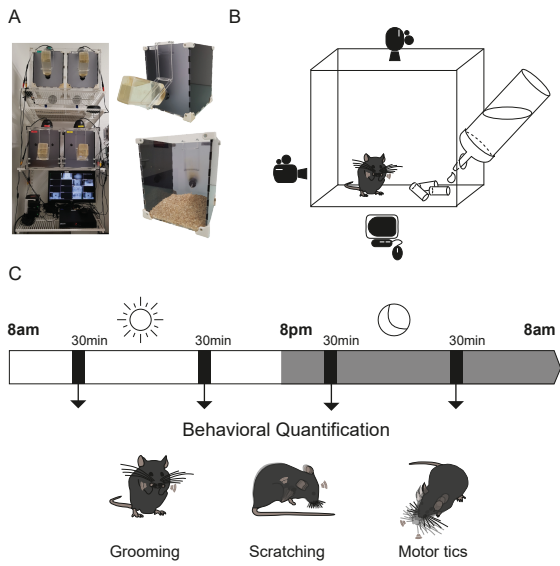 A
B
C
8am
30min
30min
8pm
30min
30min
8am
Behavioral Quantification
Grooming
Scratching
Motor tics